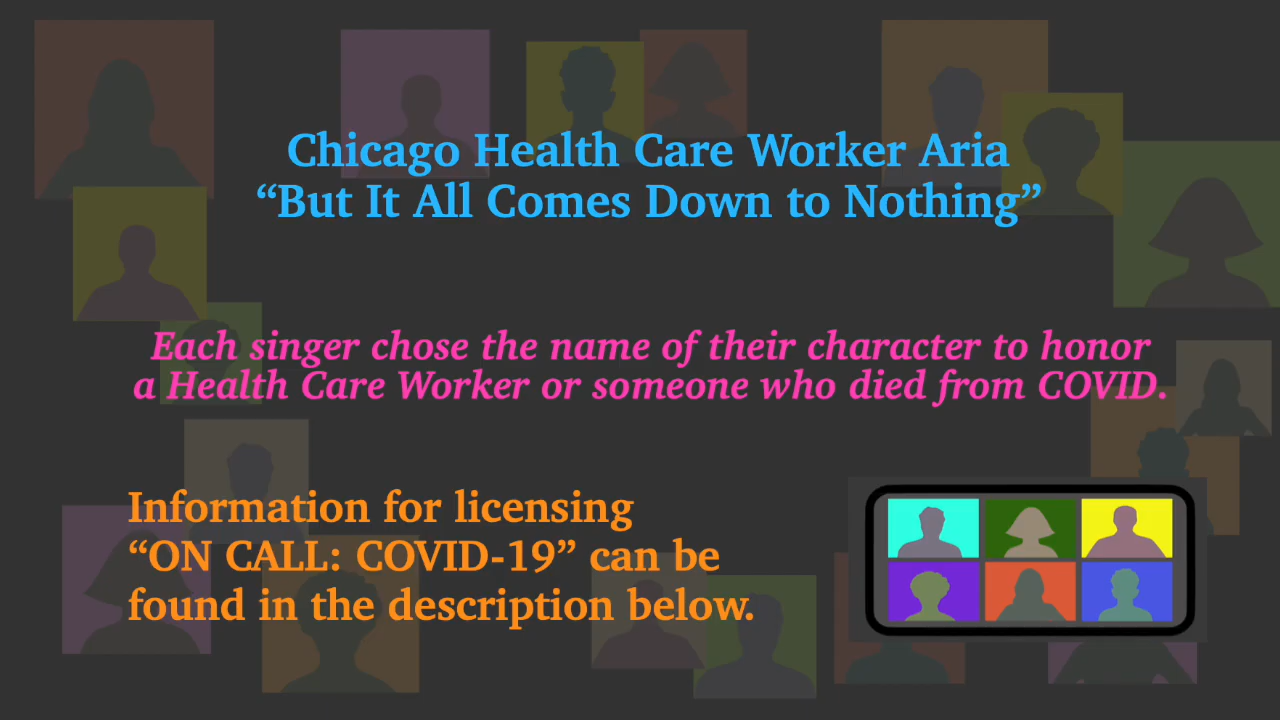 Chicago Health Care Worker Aria
“But It All Comes Down to Nothing”
Each singer chose the name of their character to honor
a Health Care Worker or someone who died from COVID.
Information for licensing
“ON CALL: COVID-19” can be
found in the description below.